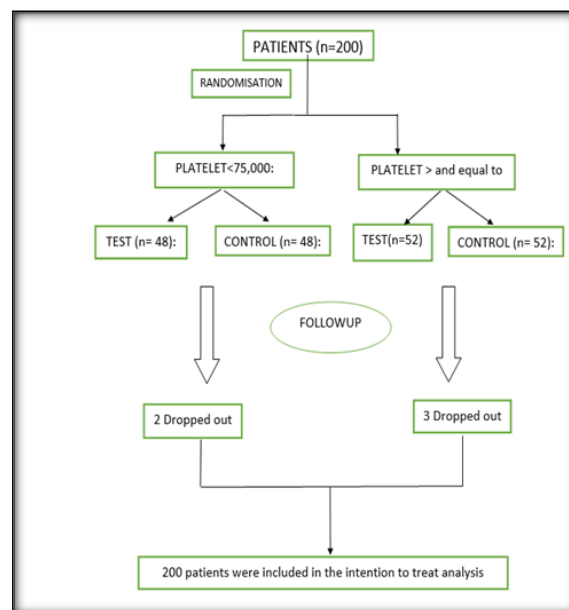 PATIENTS (n=200)
RANDOMISATION
PLATELET<75,000:
PLATELET > and equal to
TEST (n= 48):
CONTROL (n= 48):
TEST(n=52)
CONTROL (n= 52):
FOLLOWUP
2 Dropped out
3 Dropped out
200 patients were included in the intention to treat analysis